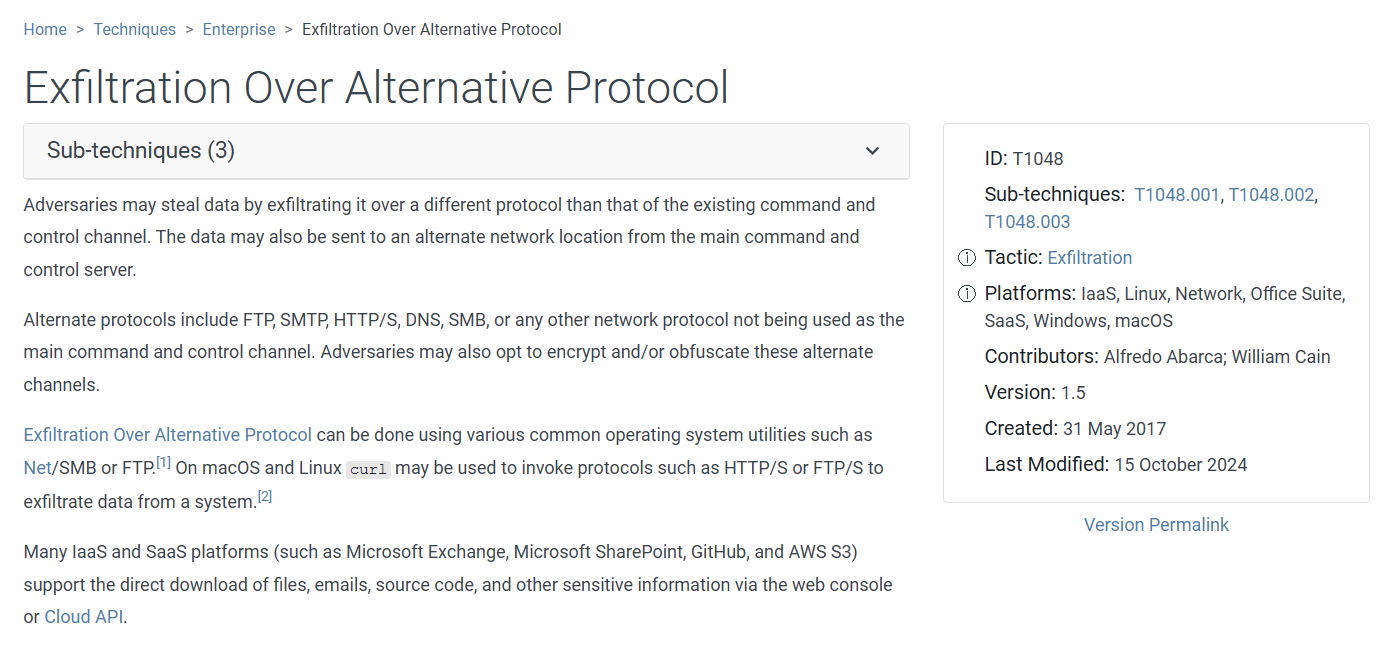 Home > Techniques > Enterprise > Exfiltration Over Alternative Protocol
Exfiltration Over Alternative Protocol
Sub-techniques (3)
Adversaries may steal data by exfiltrating it over a different protocol than that of the existing command and
control channel. The data may also be sent to an alternate network location from the main command and
control server.
Alternate protocols include FTP, SMTP, HTTP/S, DNS, SMB, or any other network protocol not being used as the
main command and control channel. Adversaries may also opt to encrypt and/or obfuscate these alternate
channels.
Exfiltration Over Alternative Protocol can be done using various common operating system utilities such as
Net/SMB or FTP.[1] On macOS and Linux curl may be used to invoke protocols such as HTTP/S or FTP/S to
exfiltrate data from a system.[2]
Many IaaS and SaaS platforms (such as Microsoft Exchange, Microsoft SharePoint, GitHub, and AWS S3)
support the direct download of files, emails, source code, and other sensitive information via the web console
or Cloud API.
ID: T1048
Sub-techniques: T1048.001, T1048.002,
T1048.003
Tactic: Exfiltration
Platforms: IaaS, Linux, Network, Office Suite,
SaaS, Windows, macOS
Contributors: Alfredo Abarca; William Cain
Version: 1.5
Created: 31 May 2017
Last Modified: 15 October 2024
Version Permalink